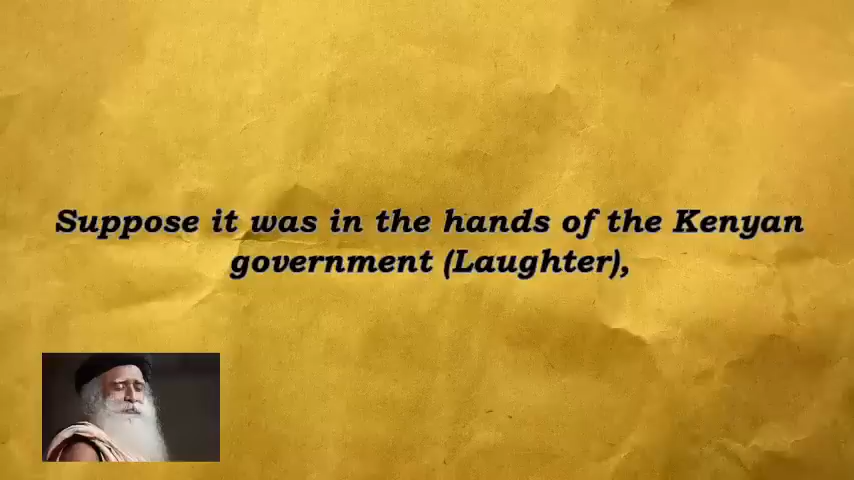 Suppose it was in the hands of the Kenyan
government (Laughter),